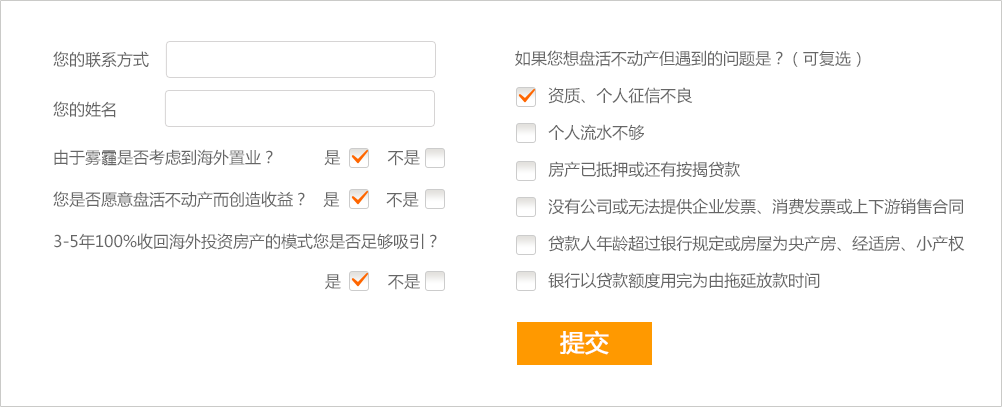 您的联系方式
您的姓名
由于雾霾是否考虑到海外置业？ 是 不是
您是否愿意盘活不动产而创造收益？ 是 不是
3-5年100%收回海外投资房产的模式您是否足够吸引？
是 不是
如果您想盘活不动产但遇到的问题是？（可复选）
资质、个人征信不良
个人流水不够
房产已抵押或还有按揭贷款
没有公司或无法提供企业发票、消费发票或上下游销售合同
贷款人年龄超过银行规定或房屋为央产房、经适房、小产权
银行以贷款额度用完为由拖延放款时间
提交